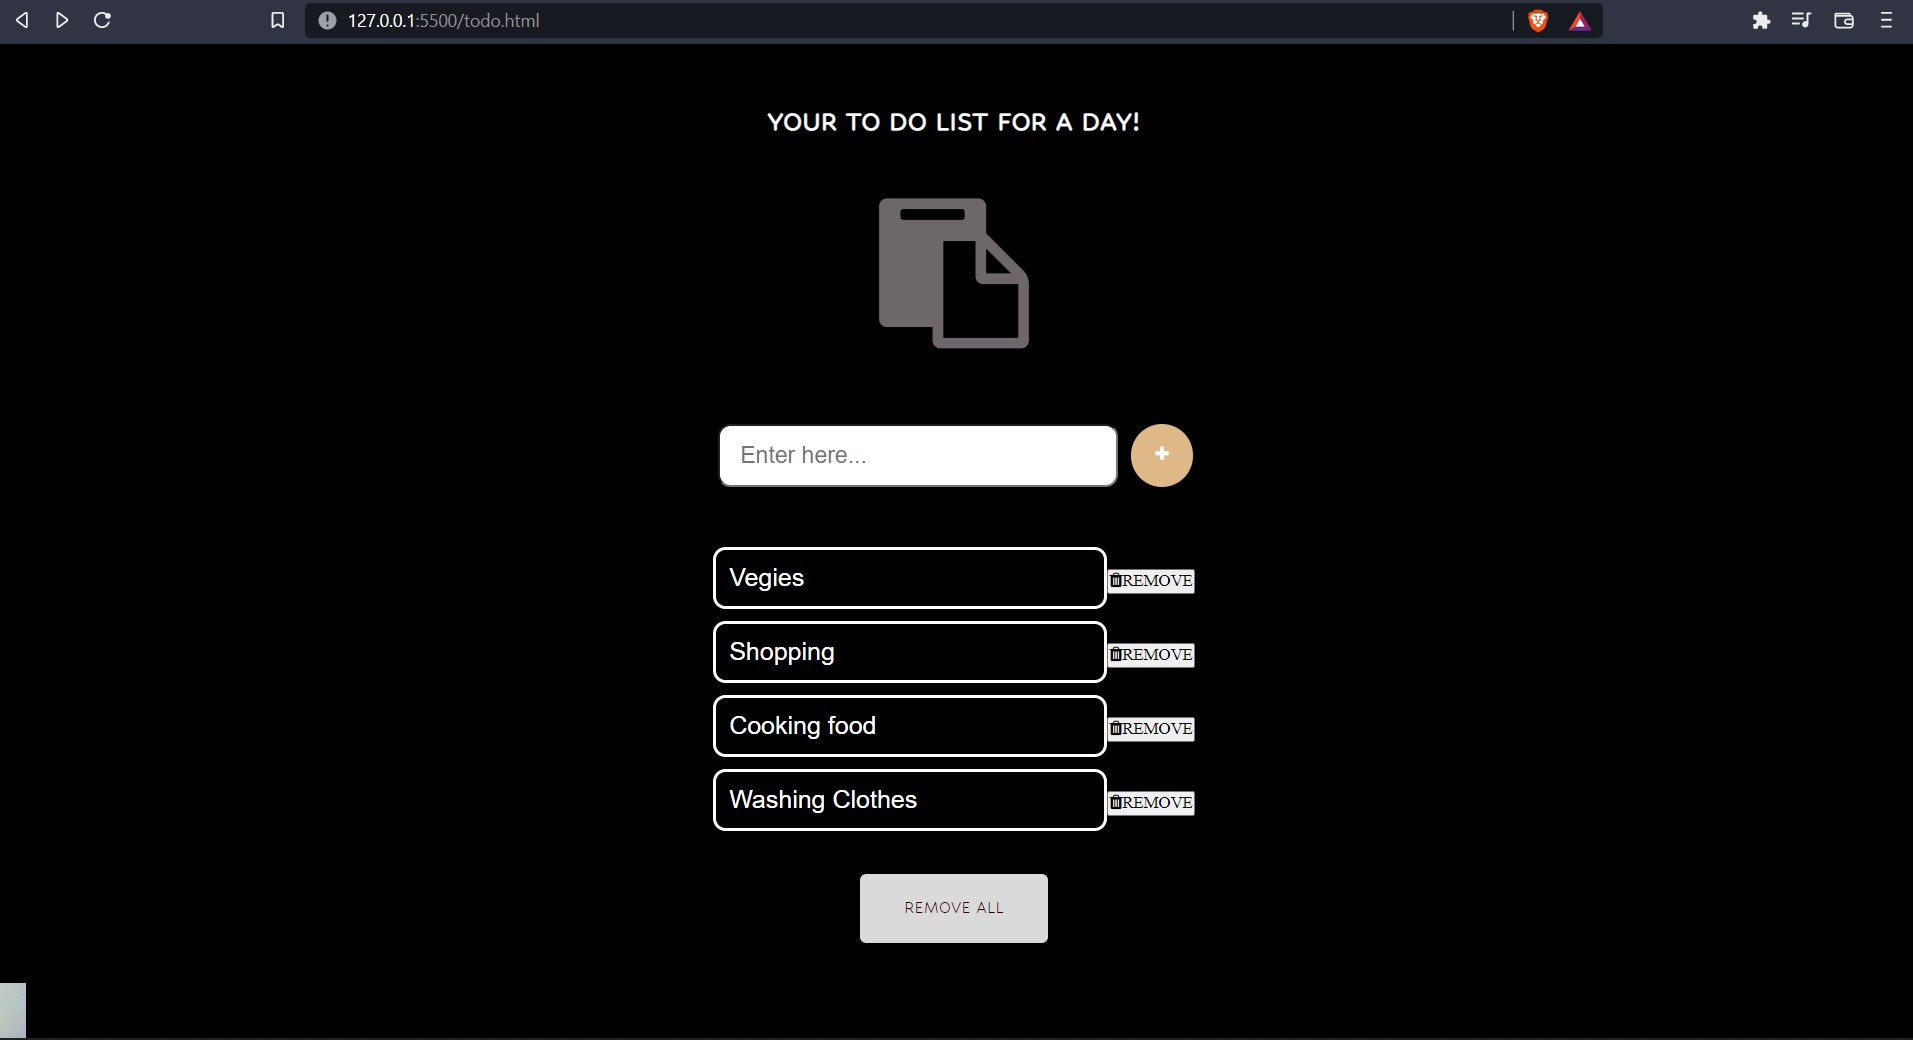 127.0.0.1:5500/todo.html
YOUR TO DO LIST FOR A DAY!
Enter here...
Vegies
REMOVE
Shopping
REMOVE
Cooking food
REMOVE
Washing Clothes
REMOVE
REMOVE ALL